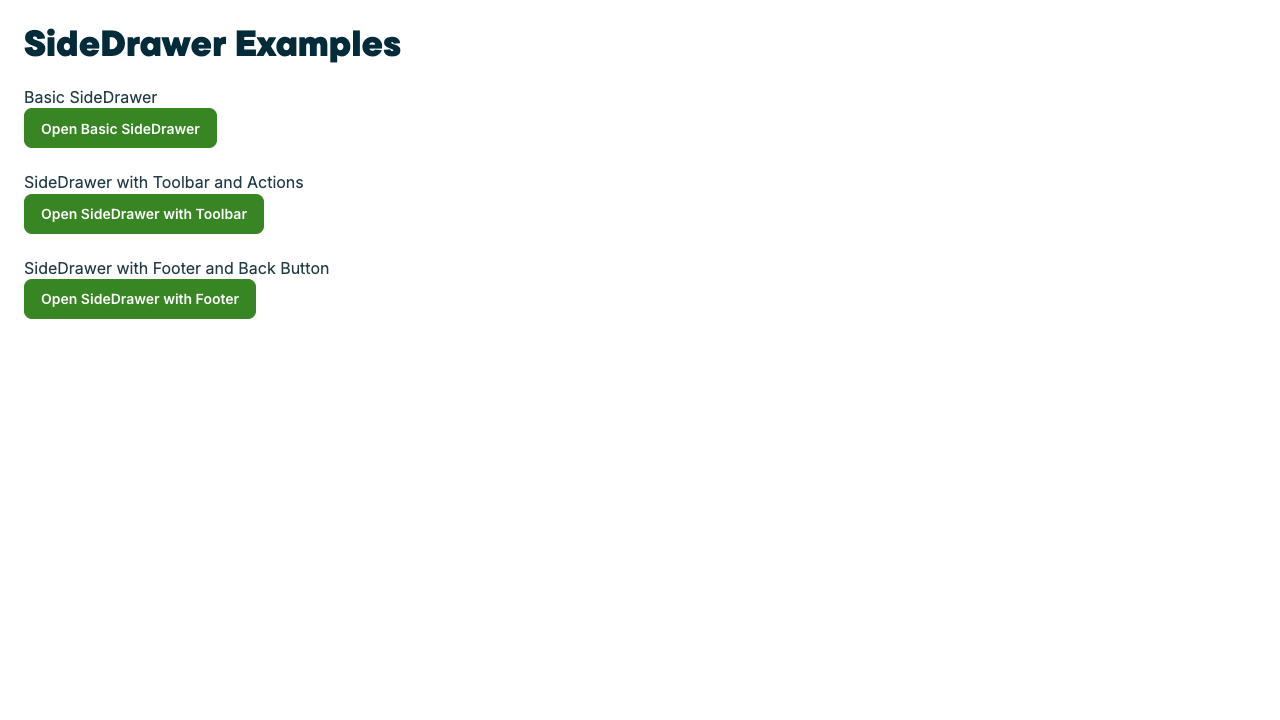 SideDrawer Examples
Basic SideDrawer
Open Basic SideDrawer
SideDrawer with Toolbar and Actions
Open SideDrawer with Toolbar
SideDrawer with Footer and Back Button
Open SideDrawer with Footer